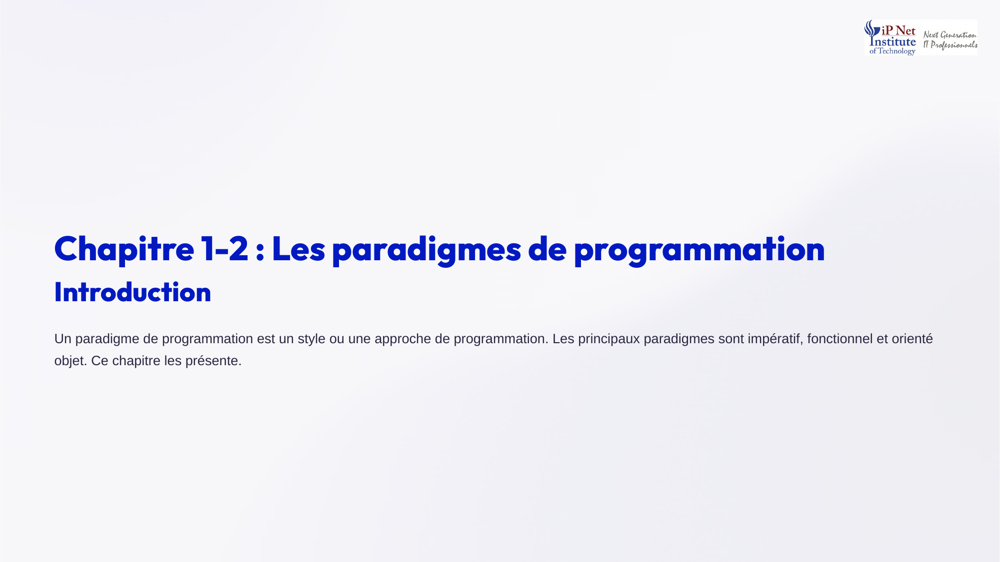 iP Net
Institute
of Technology
Next Generation
IT Professionnels
Chapitre 1-2 : Les paradigmes de programmation
Introduction
Un paradigme de programmation est un style ou une approche de programmation. Les principaux paradigmes sont impératif, fonctionnel et orienté
objet. Ce chapitre les présente.